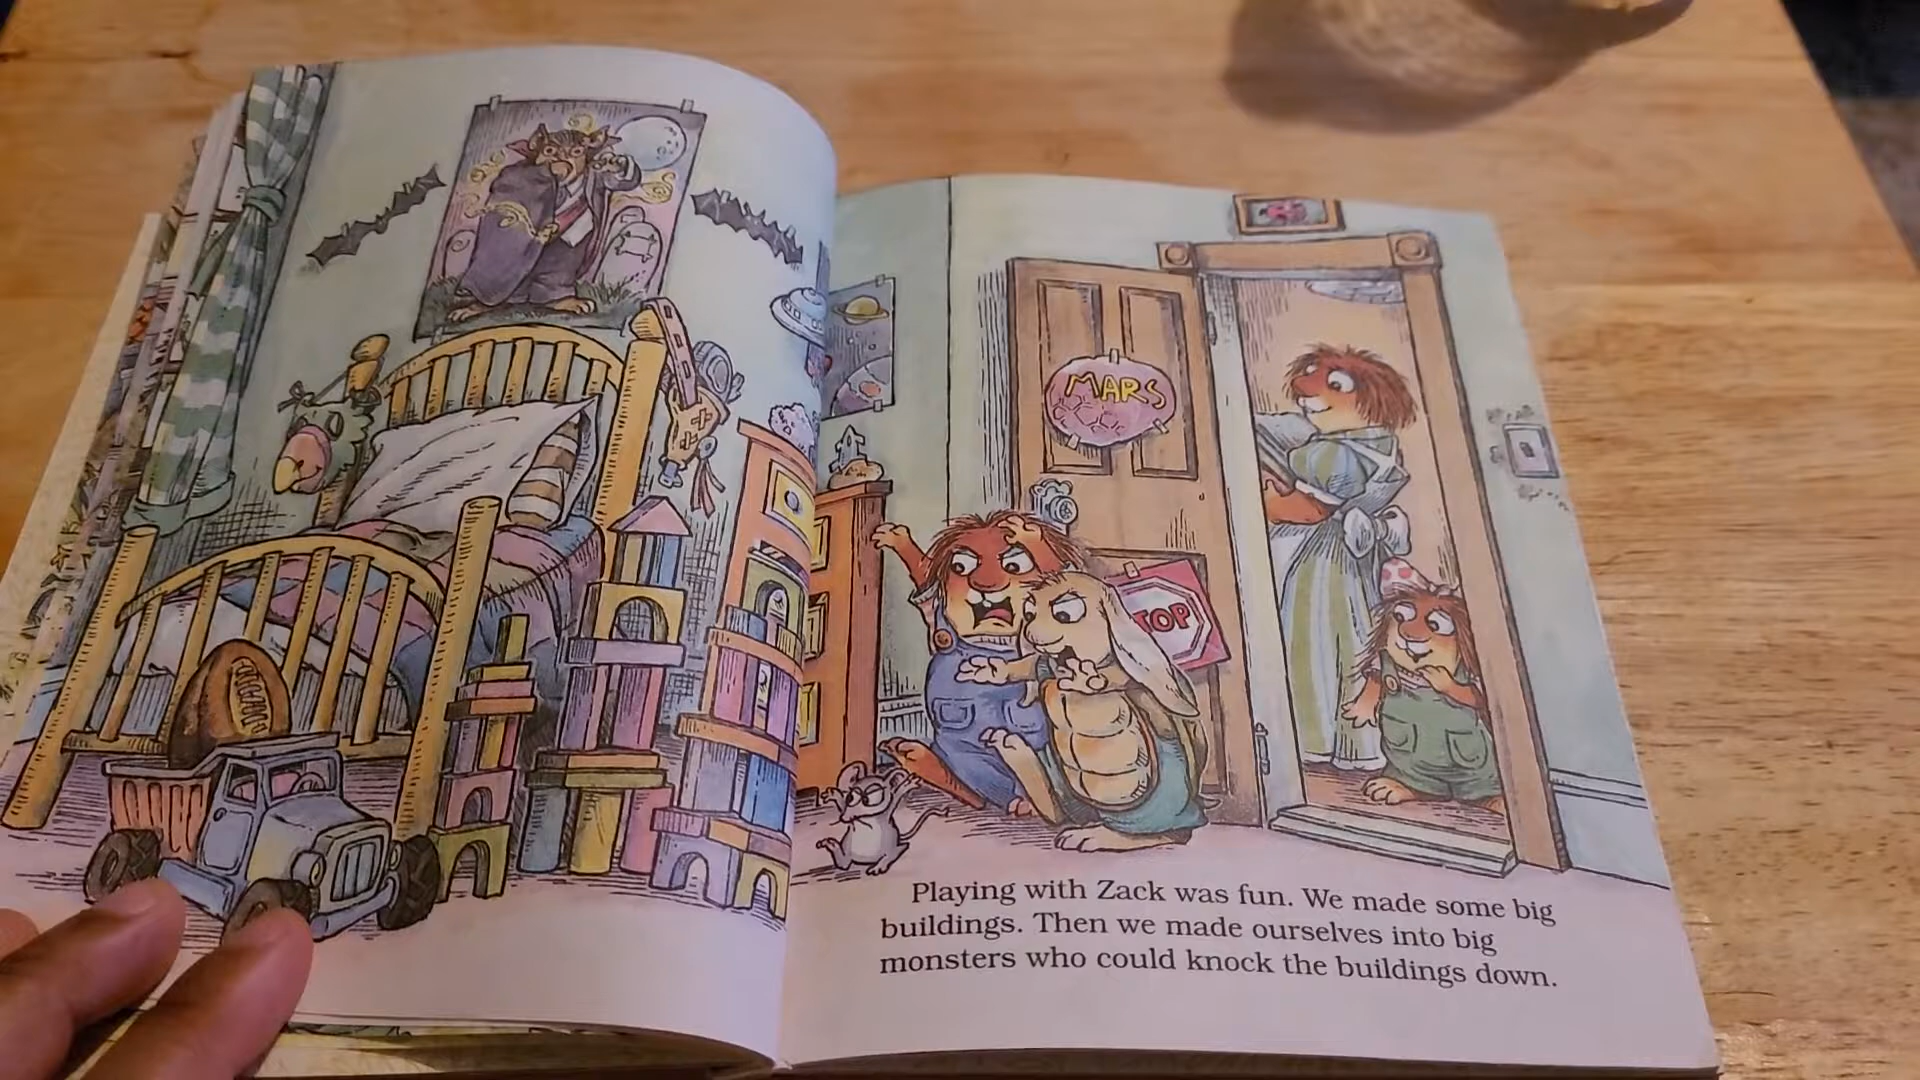 MARS
TOP
Playing with Zack was fun. We made some big
buildings. Then we made ourselves into big
monsters who could knock the buildings down.